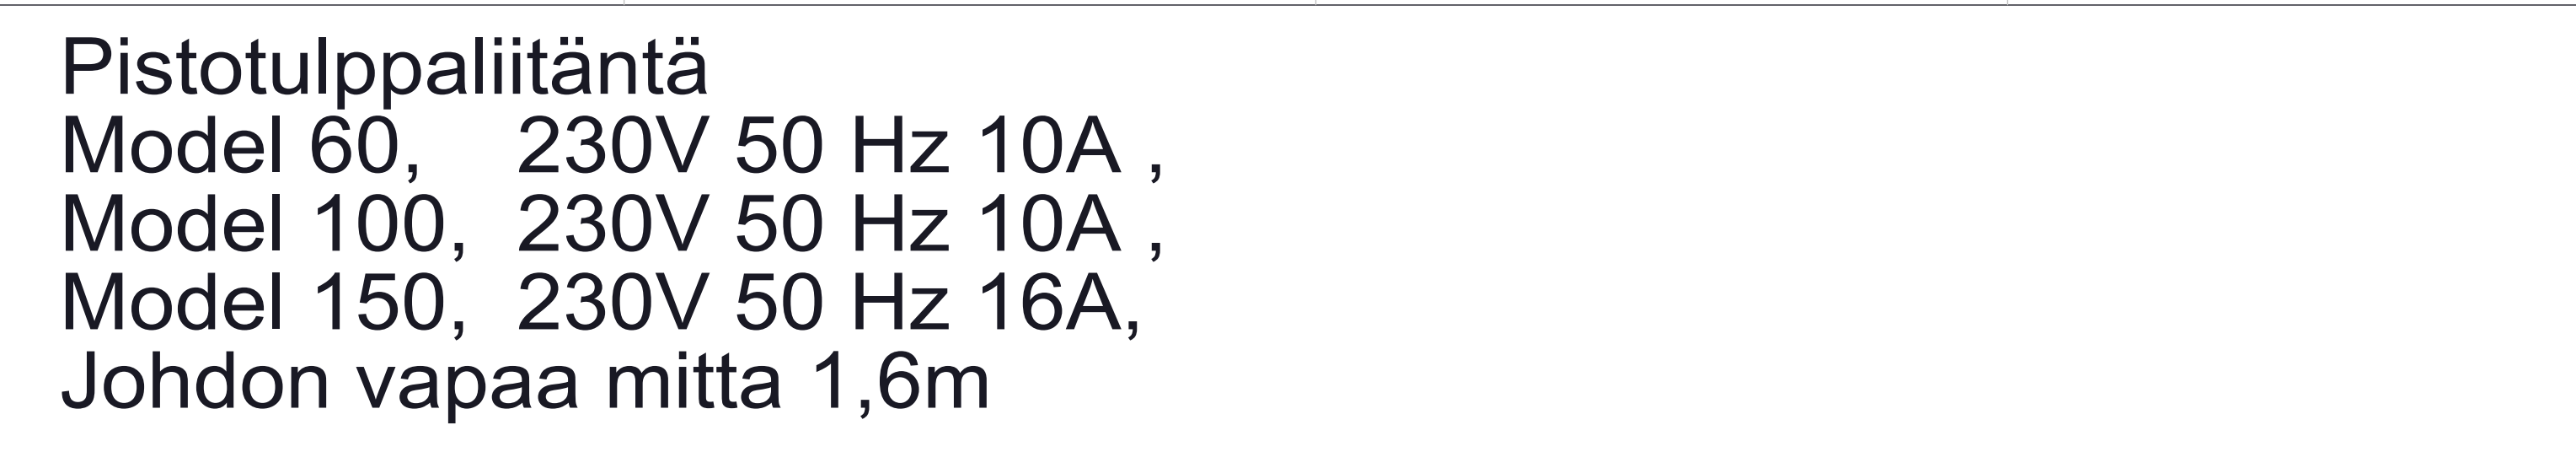 Pistotulppaliitäntä
Model 60, 230V 50 Hz 10A ,
Model 100, 230V 50 Hz 10A ,
Model 150, 230V 50 Hz 16A,
Johdon vapaa mitta 1,6m